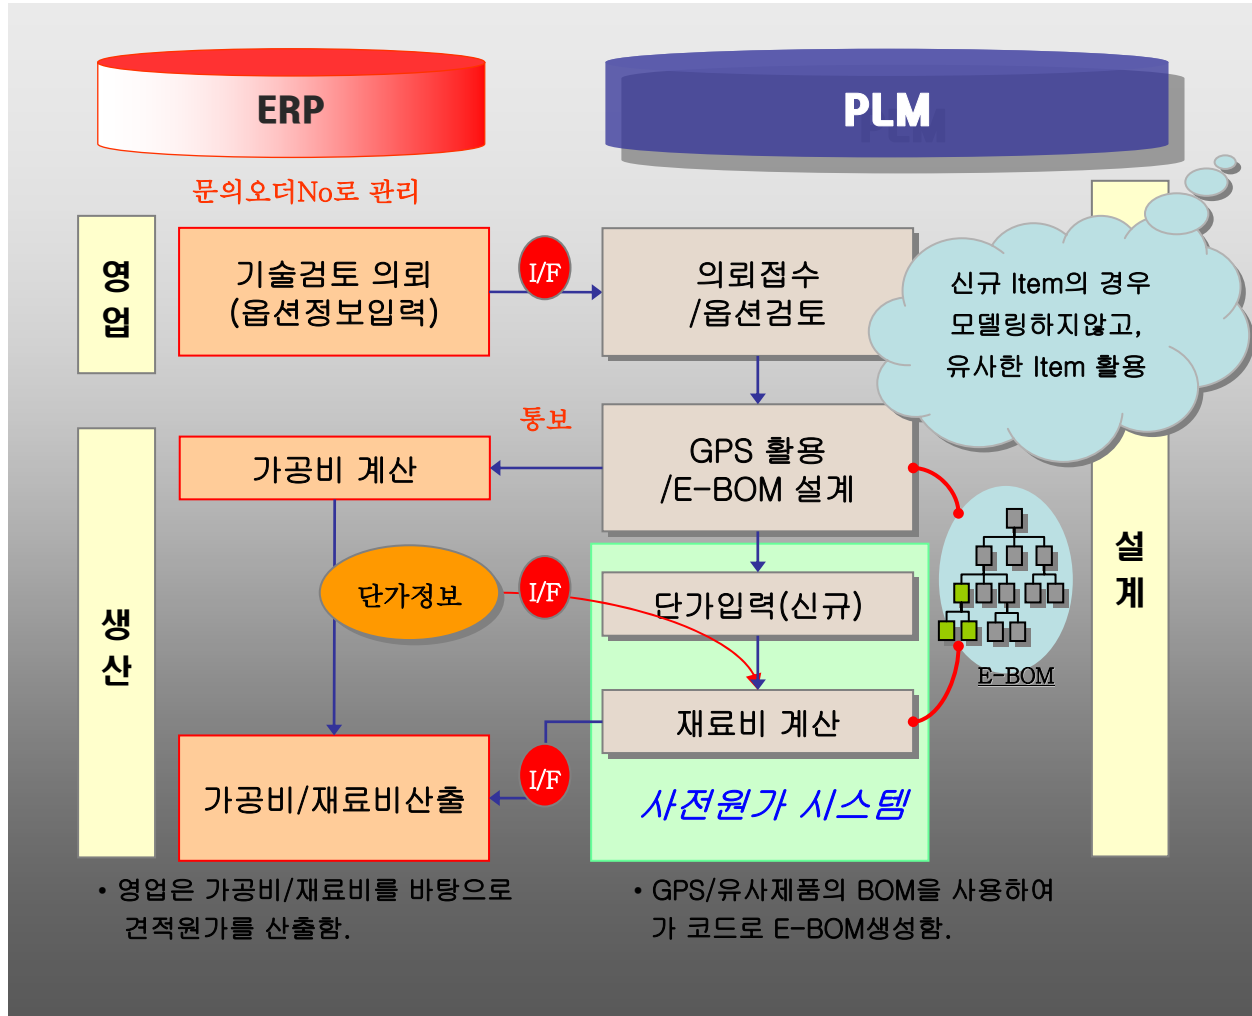 ERP
PLM
문의오더No로 관리
영
업
기술검토 의뢰
(옵션정보입력)
I/F
의뢰접수
/옵션검토
신규 Item의 경우
모델링하지않고,
유사한 Item 활용
통보
생
산
가공비 계산
GPS 활용
/E-BOM 설계
설
계
단가정보
I/F
단가입력(신규)
E-BOM
재료비 계산
I/F
가공비/재료비산출
사전원가 시스템
• 영업은 가공비/재료비를 바탕으로
견적원가를 산출함.
• GPS/유사제품의 BOM을 사용하여
가 코드로 E-BOM생성함.